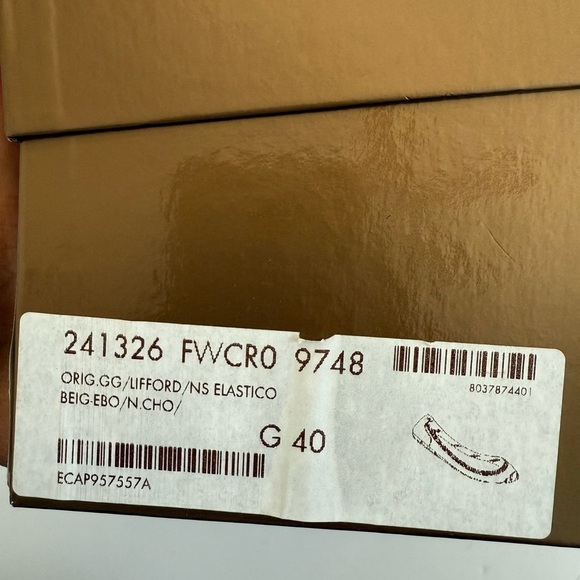 241326 FWCR0 9748
8037874401
ORIG.GG/LIFFORD/NS ELASTICO
BEIG-EBO/N.CHO/
G 40
ECAP957557A